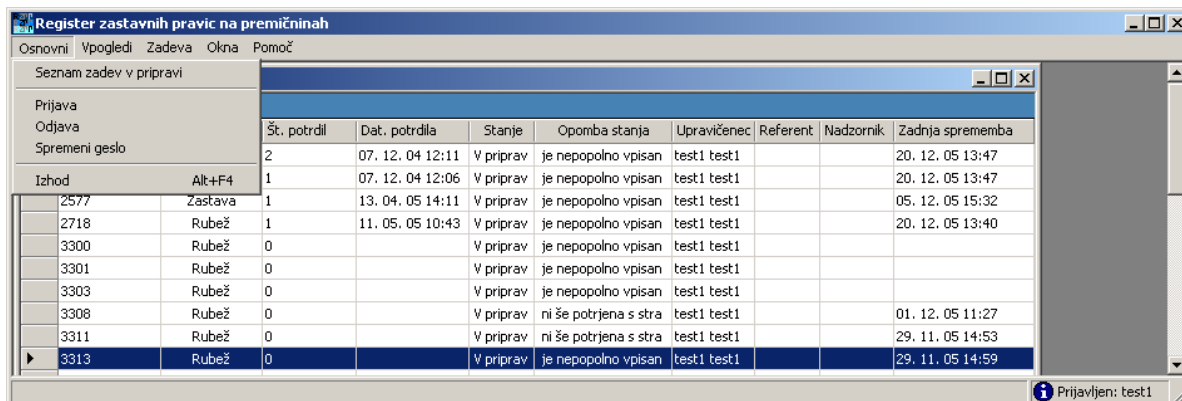 Register zastavnih pravic na premičninah
Osnovni Vpogledi Zadeva Okna Pomoč
Seznam zadev v pripravi
Prijava
Odjava
Spremeni geslo
Izhod Alt+F4
Št. potrdil Dat. potrdila Stanje Opomba stanja Upravičenec Referent Nadzornik Zadnja sprememba
2 07. 12. 04 12:11 V priprav je nepopolno vpisan test1 test1 20. 12. 05 13:47
1 07. 12. 04 12:06 V priprav je nepopolno vpisan test1 test1 20. 12. 05 13:47
2577 Zastava 1 13. 04. 05 14:11 V priprav je nepopolno vpisan test1 test1 05. 12. 05 15:32
2718 Rubež 1 11. 05. 05 10:43 V priprav je nepopolno vpisan test1 test1 20. 12. 05 13:40
3300 Rubež 0 V priprav je nepopolno vpisan test1 test1
3301 Rubež 0 V priprav je nepopolno vpisan test1 test1
3303 Rubež 0 V priprav je nepopolno vpisan test1 test1
3308 Rubež 0 V priprav ni še potrjena s stra test1 test1 01. 12. 05 11:27
3311 Rubež 0 V priprav ni še potrjena s stra test1 test1 29. 11. 05 14:53
3313 Rubež 0 V priprav je nepopolno vpisan test1 test1 29. 11. 05 14:59
Prijavljen: test1